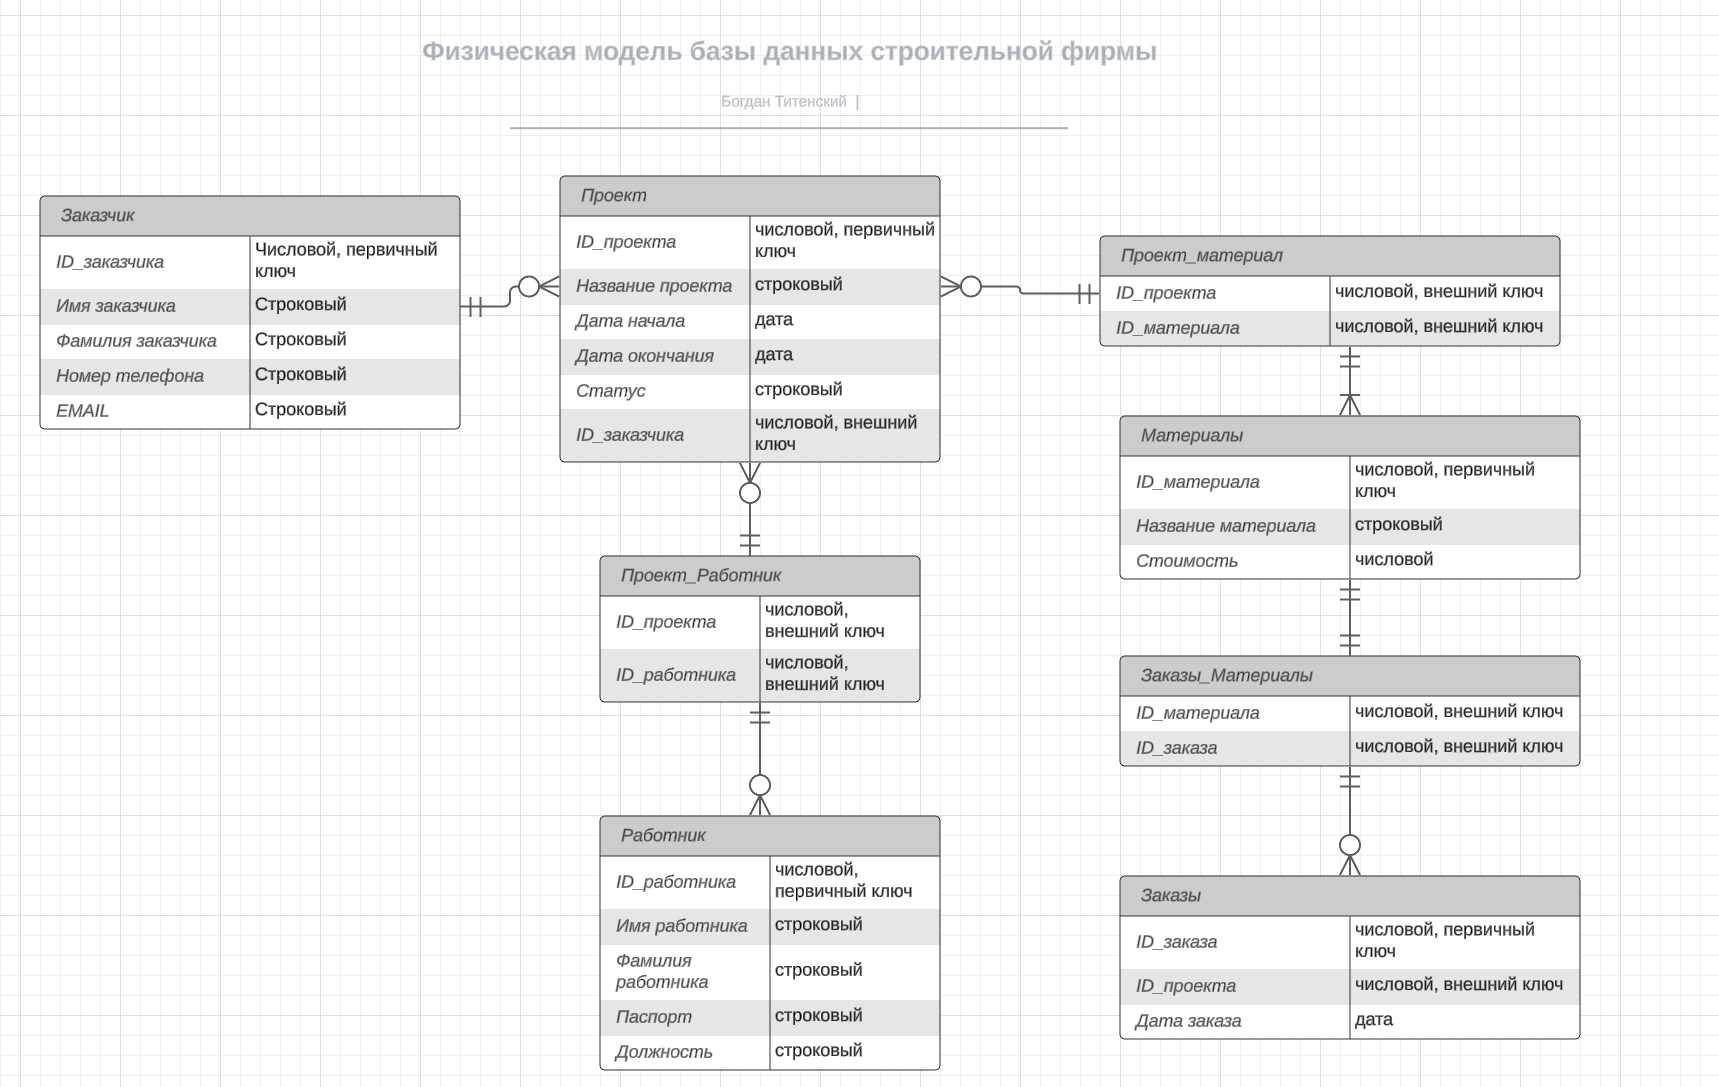 Физическая модель базы данных строительной фирмы
Богдан Титенский |
Заказчик
ID_заказчика
Числовой, первичный
ключ
Имя заказчика
Строковый
Фамилия заказчика
Строковый
Номер телефона
Строковый
EMAIL
Строковый
Проект
ID_проекта
числовой, первичный
ключ
Название проекта
строковый
Дата начала
дата
Дата окончания
дата
Статус
строковый
ID_заказчика
числовой, внешний
ключ
Проект_материал
ID_проекта
числовой, внешний ключ
ID_материала
числовой, внешний ключ
Материалы
ID_материала
числовой, первичный
ключ
Название материала
строковый
Стоимость
числовой
Проект_Работник
ID_проекта
числовой,
внешний ключ
ID_работника
числовой,
внешний ключ
Заказы_Материалы
ID_материала
числовой, внешний ключ
ID_заказа
числовой, внешний ключ
Работник
ID_работника
числовой,
первичный ключ
Имя работника
строковый
Фамилия
работника
строковый
Паспорт
строковый
Должность
строковый
Заказы
ID_заказа
числовой, первичный
ключ
ID_проекта
числовой, внешний ключ
Дата заказа
дата